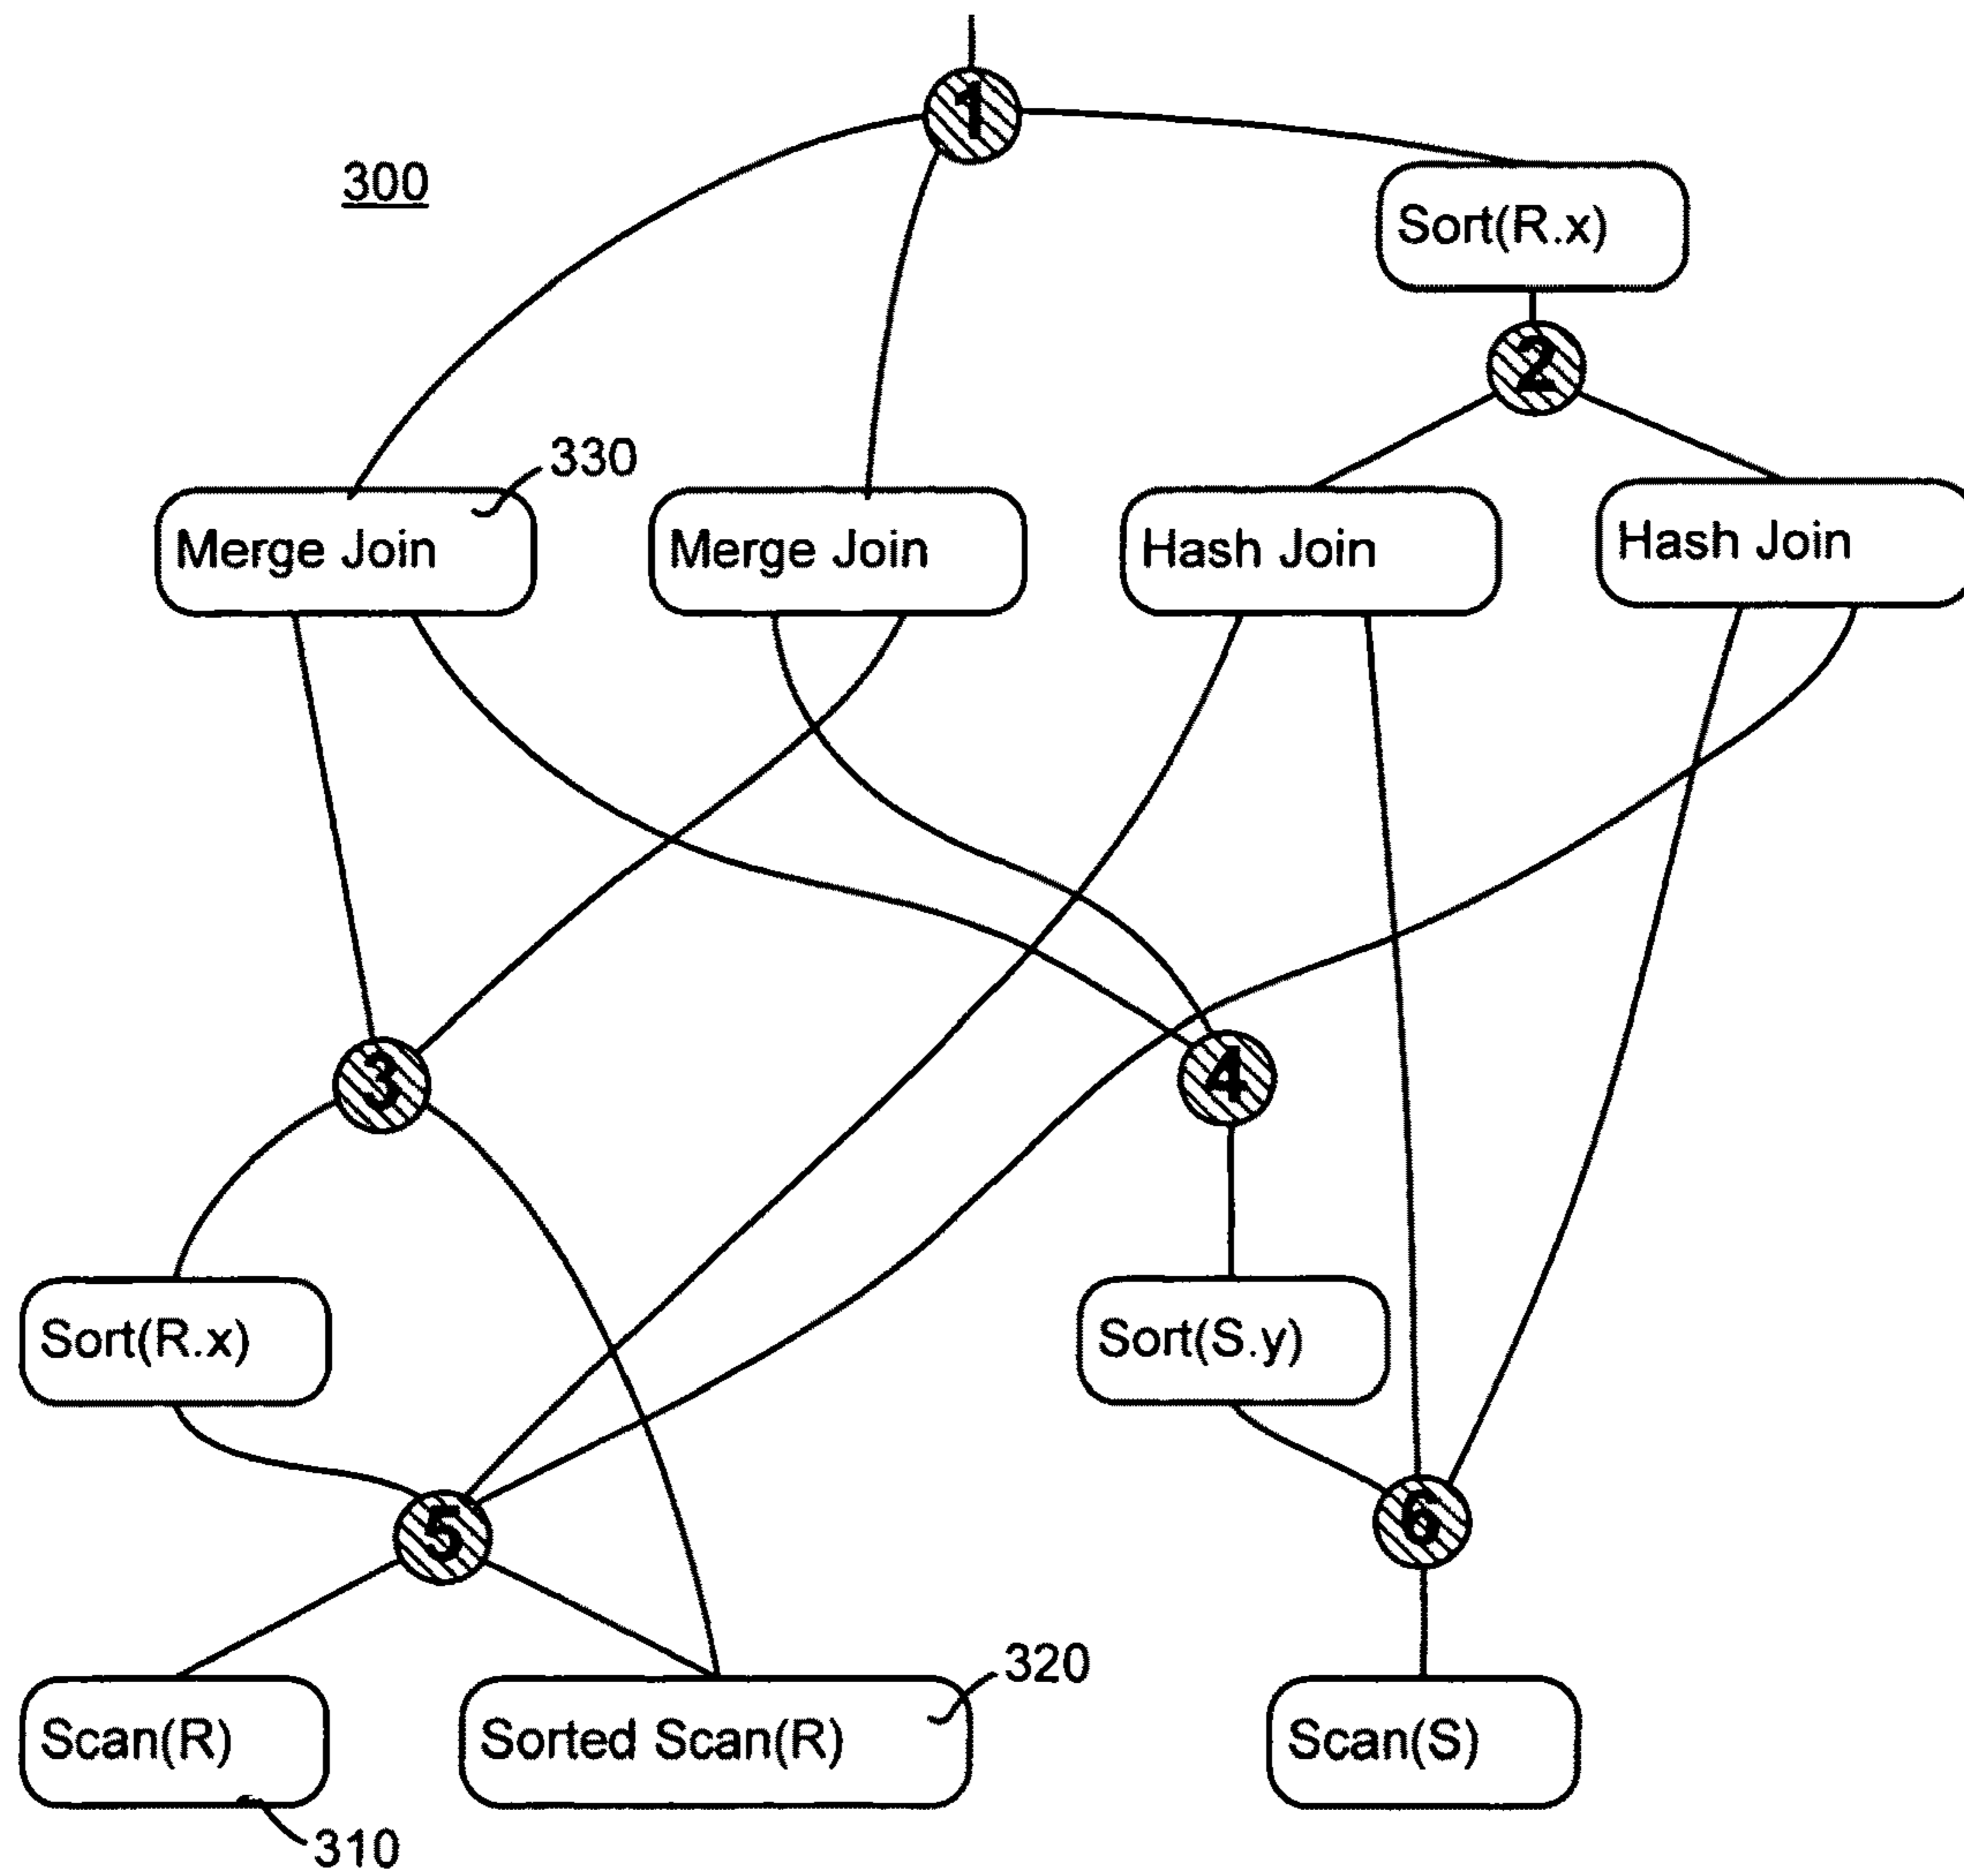 1
300
Sort(R.x)
2
330
Merge Join
Merge Join
Hash Join
Hash Join
3
4
Sort(R.x)
Sort(S.y)
5
6
320
Scan(R)
Sorted Scan(R)
Scan(S)
310